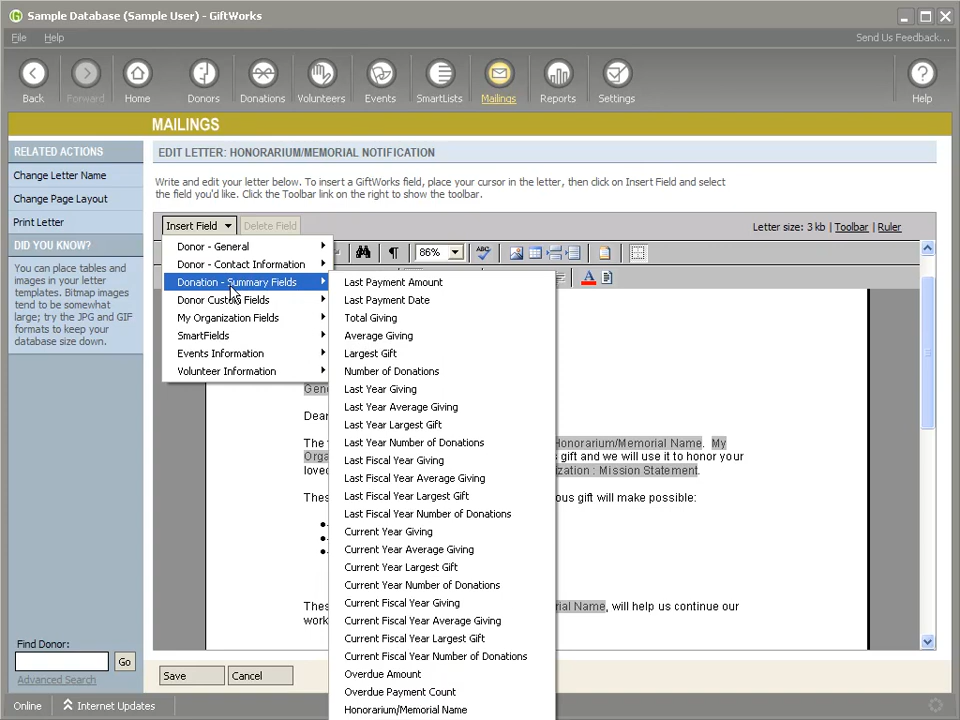 Sample Database (Sample User) - GiftWorks
File Help Send Us Feedback...
Back Forward Home Donors Donations Volunteers Events SmartLists Mailings Reports Settings Help
MAILINGS
RELATED ACTIONS
Change Letter Name
Change Page Layout
Print Letter
DID YOU KNOW?
You can place tables and
images in your letter
templates. Bitmap images
tend to be somewhat
large; try the JPG and GIF
formats to keep your
database size down.
EDIT LETTER: HONORARIUM/MEMORIAL NOTIFICATION
Write and edit your letter below. To insert a GiftWorks field, place your cursor in the letter, then click on Insert Field and select
the field you'd like. Click the Toolbar link on the right to show the toolbar.
Insert Field Delete Field Letter size: 3 kb | Toolbar | Ruler
86%
Donor - General
Donor - Contact Information
Donation - Summary Fields
Donor Custom Fields
My Organization Fields
SmartFields
Events Information
Volunteer Information
Last Payment Amount
Last Payment Date
Total Giving
Average Giving
Largest Gift
Number of Donations
Last Year Giving
Last Year Average Giving
Last Year Largest Gift
Last Year Number of Donations
Last Fiscal Year Giving
Last Fiscal Year Average Giving
Last Fiscal Year Largest Gift
Last Fiscal Year Number of Donations
Current Year Giving
Current Year Average Giving
Current Year Largest Gift
Current Year Number of Donations
Current Fiscal Year Giving
Current Fiscal Year Average Giving
Current Fiscal Year Largest Gift
Current Fiscal Year Number of Donations
Overdue Amount
Overdue Payment Count
Honorarium/Memorial Name
Gene
Dear
The Honorarium/Memorial Name. My
Orga s gift and we will use it to honor your
love ization : Mission Statement.
Thes ous gift will make possible:
Thes rial Name, will help us continue our
work
Find Donor:
Go
Advanced Search
Save Cancel
Online Internet Updates